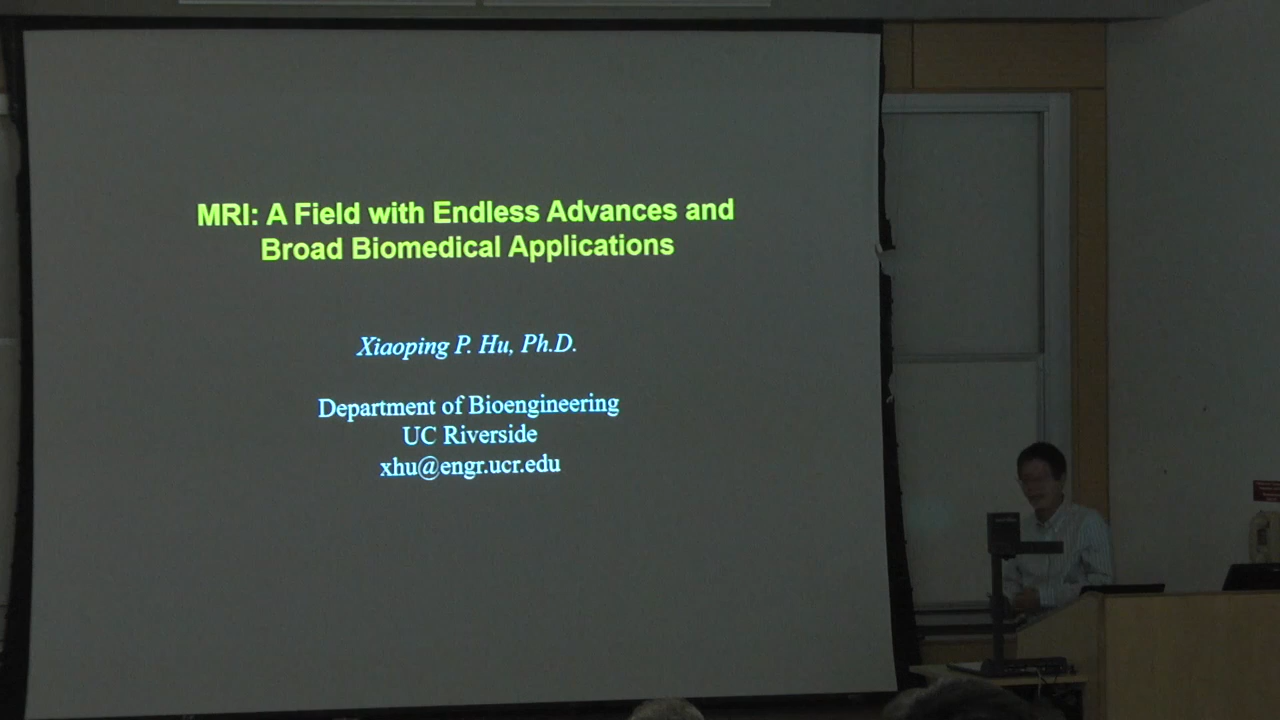 MRI: A Field with Endless Advances and
Broad Biomedical Applications
Xiaoping P. Hu, Ph.D.
Department of Bioengineering
UC Riverside
xhu@engr.ucr.edu